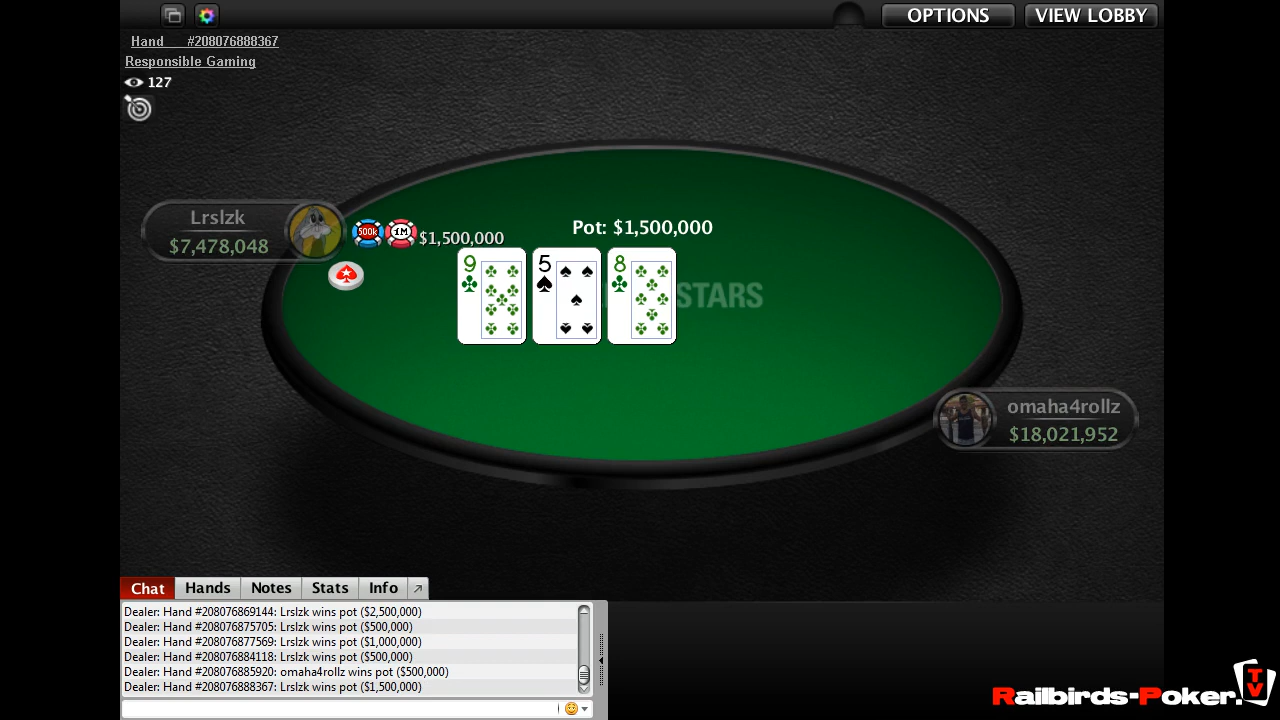 OPTIONS
VIEW LOBBY
Hand #208076888367
Responsible Gaming
127
Lrslzk
$7,478,048
500k
1M
$1,500,000
Pot: $1,500,000
9
5
8
STARS
omaha4rollz
$18,021,952
Chat
Hands
Notes
Stats
Info
Dealer: Hand #208076869144: Lrslzk wins pot ($2,500,000)
Dealer: Hand #208076875705: Lrslzk wins pot ($500,000)
Dealer: Hand #208076877569: Lrslzk wins pot ($1,000,000)
Dealer: Hand #208076884118: Lrslzk wins pot ($500,000)
Dealer: Hand #208076885920: omaha4rollz wins pot ($500,000)
Dealer: Hand #208076888367: Lrslzk wins pot ($1,500,000)
Railbirds-Poker.TV